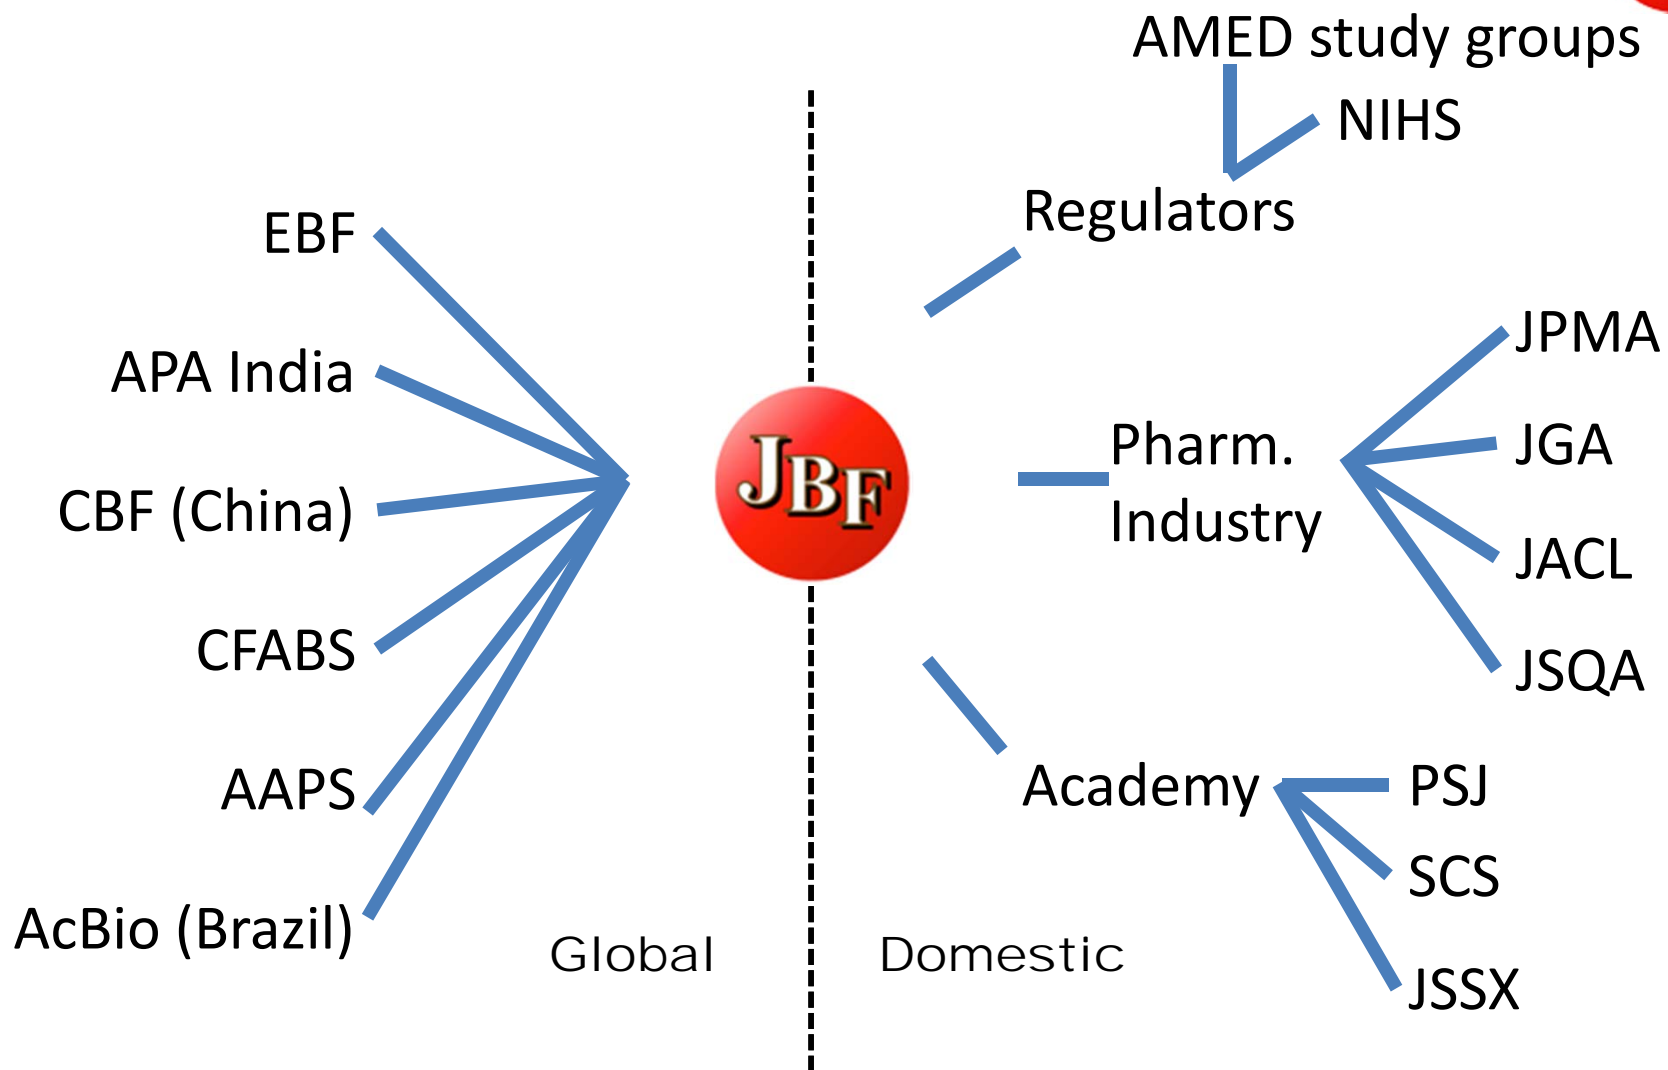 AMED study groups
NIHS
Regulators
EBF
APA India
CBF (China)
CFABS
AAPS
AcBio (Brazil)
JBF
Pharm.
Industry
JPMA
JGA
JACL
JSQA
Academy
PSJ
SCS
JSSX
Global
Domestic